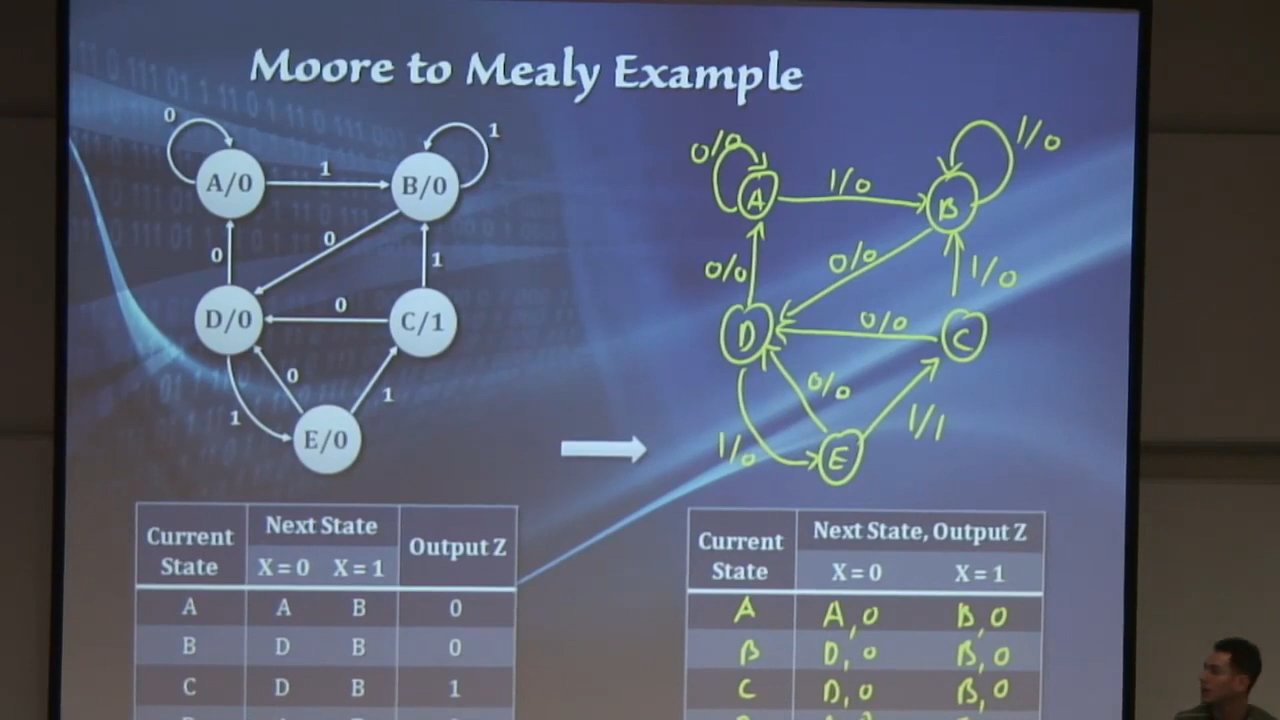 Moore to Mealy Example
0
1
1
A/0
B/0
0
0
1
D/0
0
C/1
1
0
1
E/0
0/0
1/0
1/0
A
B
0/0
0/0
1/0
D
0/0
C
1/0
0/0
1/1
E
Current State
Next State
X = 0 X = 1
Output Z
A A B 0
B D B 0
C D B 1
Current State
Next State, Output Z
X = 0 X = 1
A A,0 B,0
B D,0 B,0
C D,0 B,0